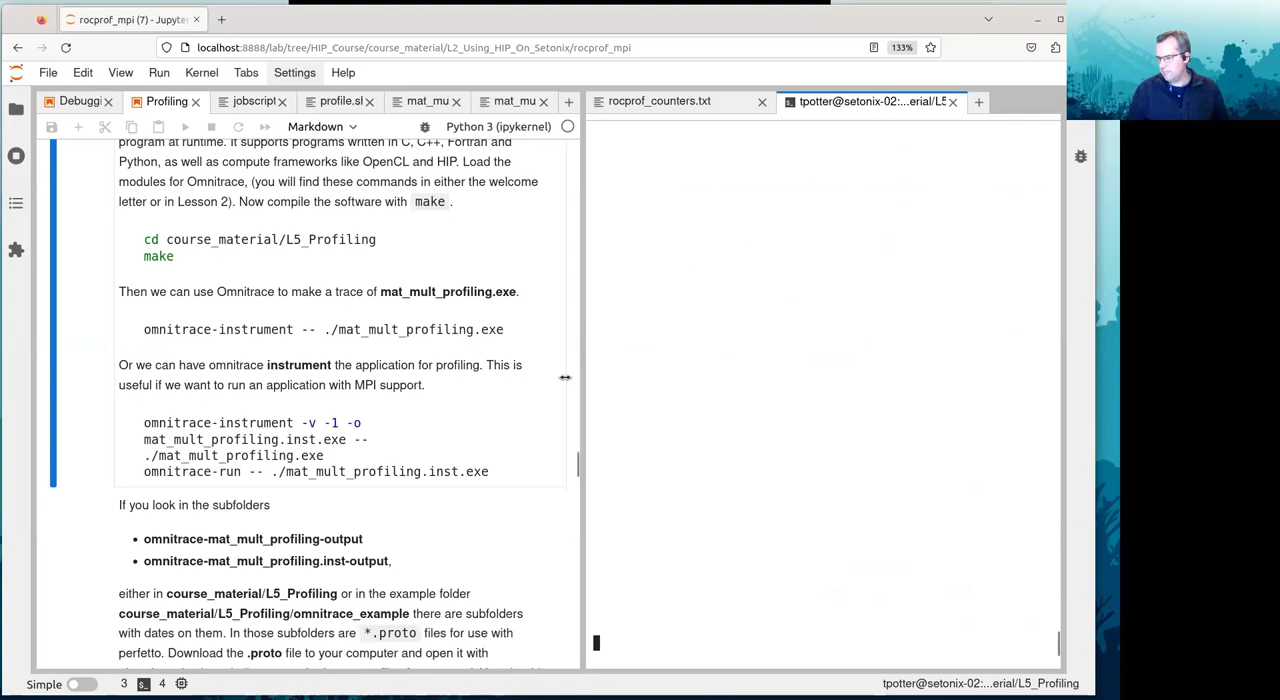 rocprof_mpi (7) - Jupyter
localhost:8888/lab/tree/HIP_Course/course_material/L2_Using_HIP_On_Setonix/rocprof_mpi
133%
File Edit View Run Kernel Tabs Settings Help
Debuggi Profiling jobscript profile.sl mat_mu mat_mu
rocprof_counters.txt tpotter@setonix-02:...erial/L5
Markdown Python 3 (ipykernel)
program at runtime. It supports programs written in C, C++, Fortran and
Python, as well as compute frameworks like OpenCL and HIP. Load the
modules for Omnitrace, (you will find these commands in either the welcome
letter or in Lesson 2). Now compile the software with make .
cd course_material/L5_Profiling
make
Then we can use Omnitrace to make a trace of mat_mult_profiling.exe.
omnitrace-instrument -- ./mat_mult_profiling.exe
Or we can have omnitrace instrument the application for profiling. This is
useful if we want to run an application with MPI support.
omnitrace-instrument -v -1 -o
mat_mult_profiling.inst.exe --
./mat_mult_profiling.exe
omnitrace-run -- ./mat_mult_profiling.inst.exe
If you look in the subfolders
• omnitrace-mat_mult_profiling-output
• omnitrace-mat_mult_profiling.inst-output,
either in course_material/L5_Profiling or in the example folder
course_material/L5_Profiling/omnitrace_example there are subfolders
with dates on them. In those subfolders are *.proto files for use with
perfetto. Download the .proto file to your computer and open it with
Simple 3 4 tpotter@setonix-02:...erial/L5_Profiling